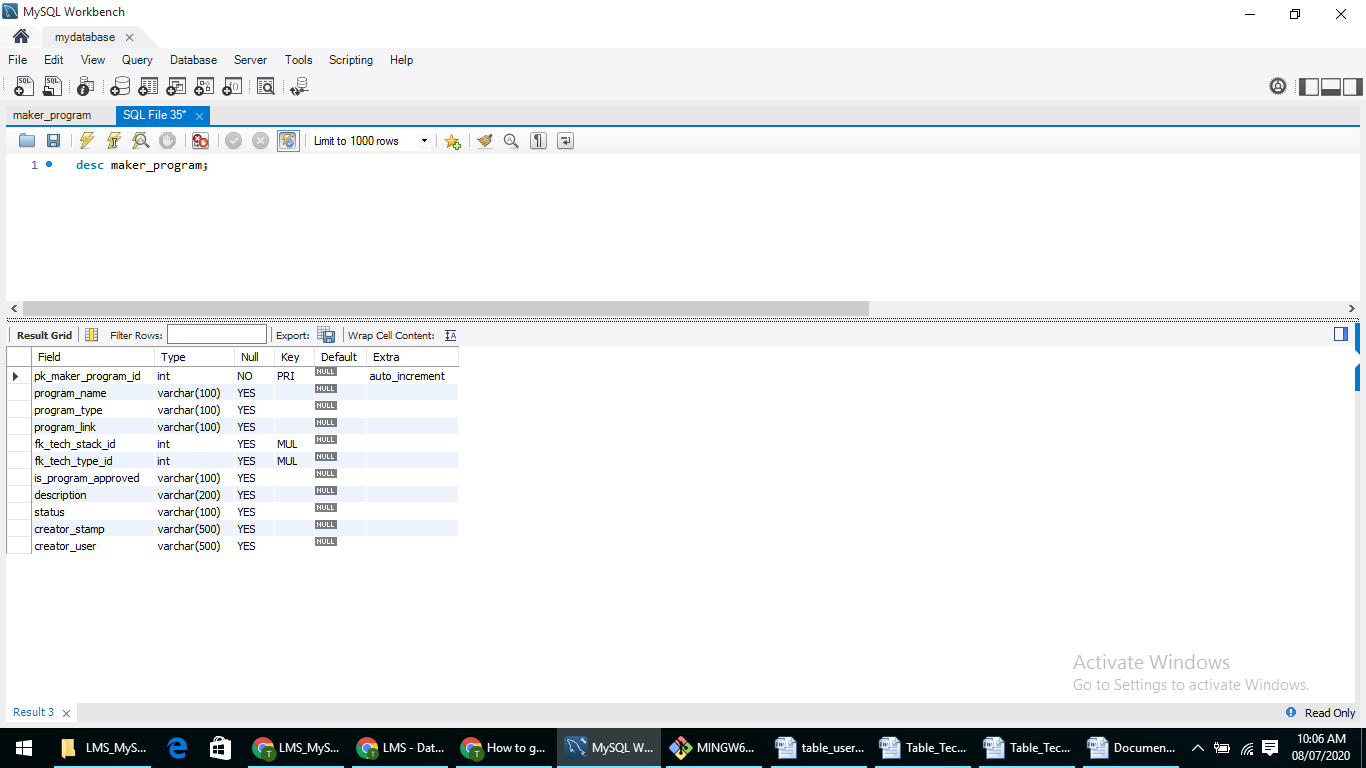 MySQL Workbench
mydatabase
File Edit View Query Database Server Tools Scripting Help
maker_program SQL File 35*
Limit to 1000 rows
1 desc maker_program;
Result Grid Filter Rows: Export: Wrap Cell Content:
Field Type Null Key Default Extra
pk_maker_program_id int NO PRI NULL auto_increment
program_name varchar(100) YES NULL
program_type varchar(100) YES NULL
program_link varchar(100) YES NULL
fk_tech_stack_id int YES MUL NULL
fk_tech_type_id int YES MUL NULL
is_program_approved varchar(100) YES NULL
description varchar(200) YES NULL
status varchar(100) YES NULL
creator_stamp varchar(500) YES NULL
creator_user varchar(500) YES NULL
Activate Windows
Go to Settings to activate Windows.
Result 3 Read Only
LMS_MyS... LMS_MyS... LMS - Dat... How to g... MySQL W... MINGW6... table_user... Table_Tec... Table_Tec... Documen... 10:06 AM
08/07/2020